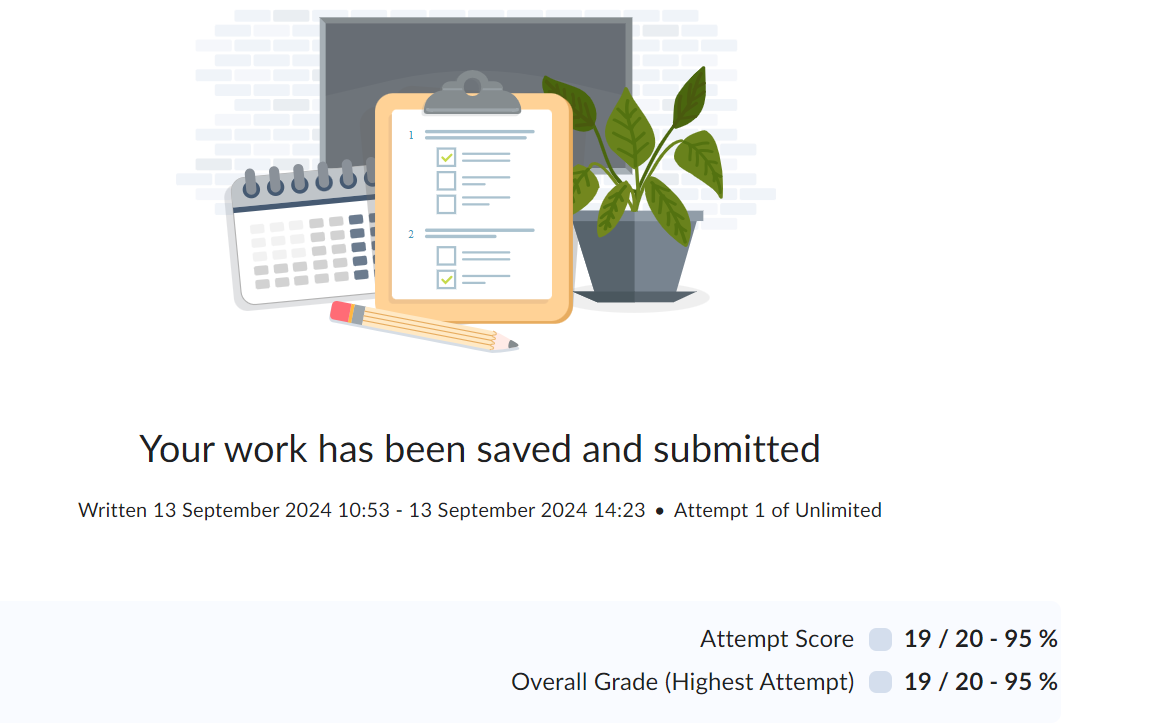 1
2
Your work has been saved and submitted
Written 13 September 2024 10:53 - 13 September 2024 14:23 • Attempt 1 of Unlimited
Attempt Score 19 / 20 - 95 %
Overall Grade (Highest Attempt) 19 / 20 - 95 %